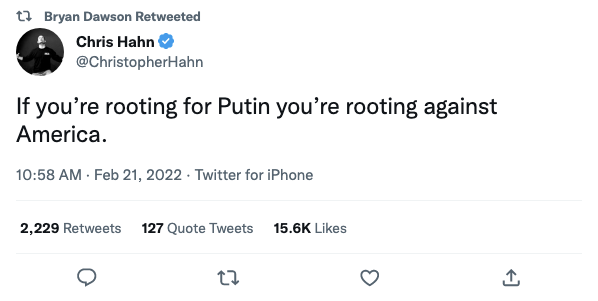 Bryan Dawson Retweeted
Chris Hahn
@ChristopherHahn
If you’re rooting for Putin you’re rooting against
America.
10:58 AM · Feb 21, 2022 · Twitter for iPhone
2,229 Retweets 127 Quote Tweets 15.6K Likes